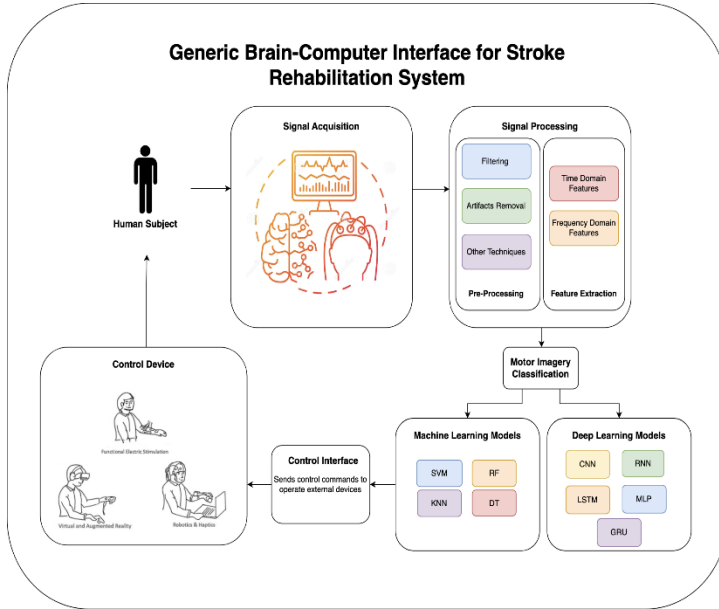 Generic Brain-Computer Interface for Stroke
Rehabilitation System
Human Subject
Signal Acquisition
Signal Processing
Filtering
Artifacts Removal
Other Techniques
Pre-Processing
Time Domain
Features
Frequency Domain
Features
Feature Extraction
Motor Imagery
Classification
Machine Learning Models
SVM
RF
KNN
DT
Deep Learning Models
CNN
RNN
LSTM
MLP
GRU
Control Interface
Sends control commands to
operate external devices
Control Device
Functional Electric Stimulation
Virtual and Augmented Reality
Robotics & Haptics